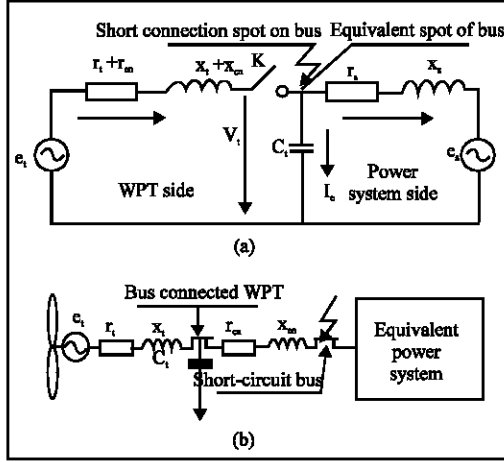 Short connection spot on bus
Equivalent spot of bus
r_t + r_cn
x_t + x_cn
K
r_s
x_s
e_t
V_t
C_t
I_c
e_s
WPT side
Power
system side
(a)
Bus connected WPT
e_t
r_t
x_t
r_cn
x_cn
C_t
Short-circuit bus
Equivalent
power
system
(b)